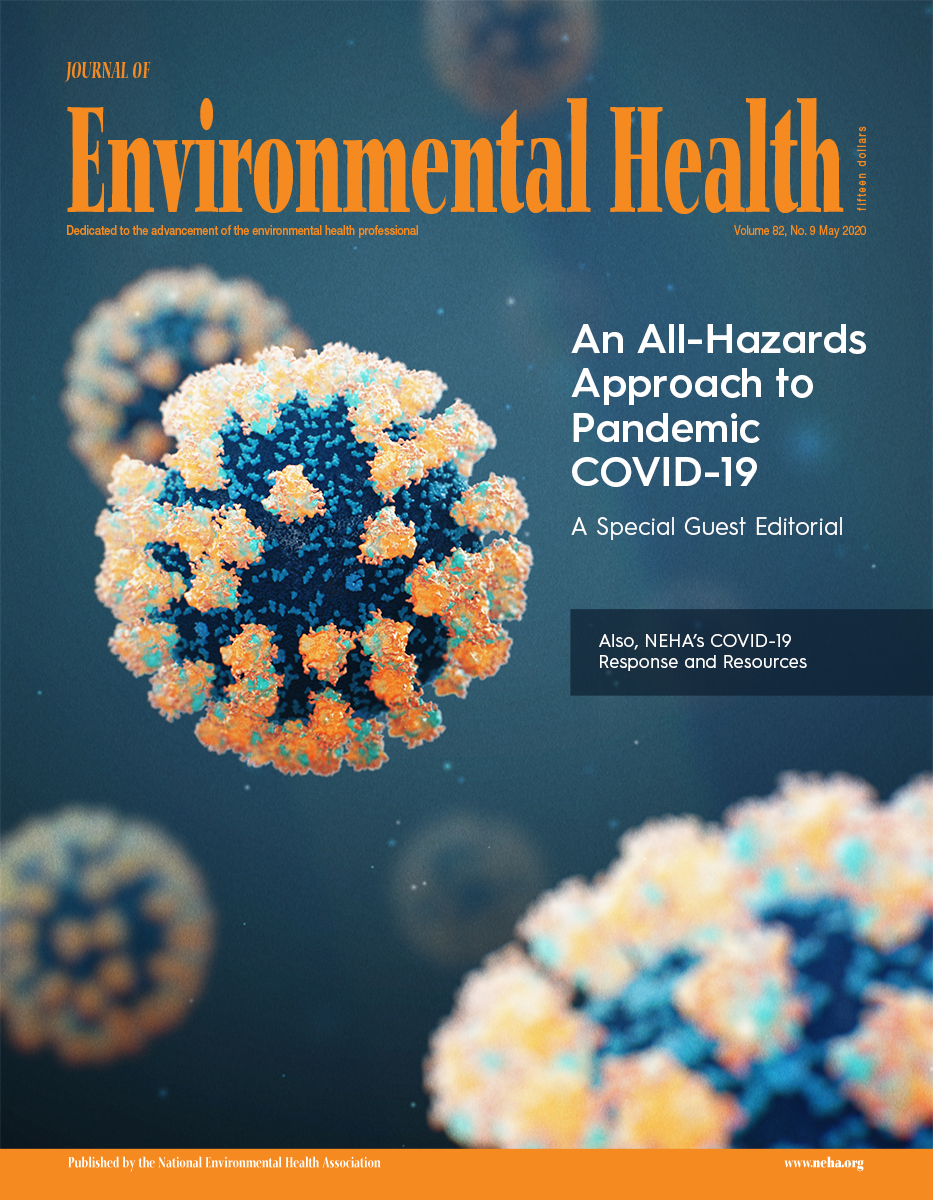 JOURNAL OF
Environmental Health
fifteen dollars
Dedicated to the advancement of the environmental health professional
Volume 82, No. 9 May 2020
An All-Hazards
Approach to
Pandemic
COVID-19
A Special Guest Editorial
Also, NEHA’s COVID-19
Response and Resources
Published by the National Environmental Health Association
www.neha.org